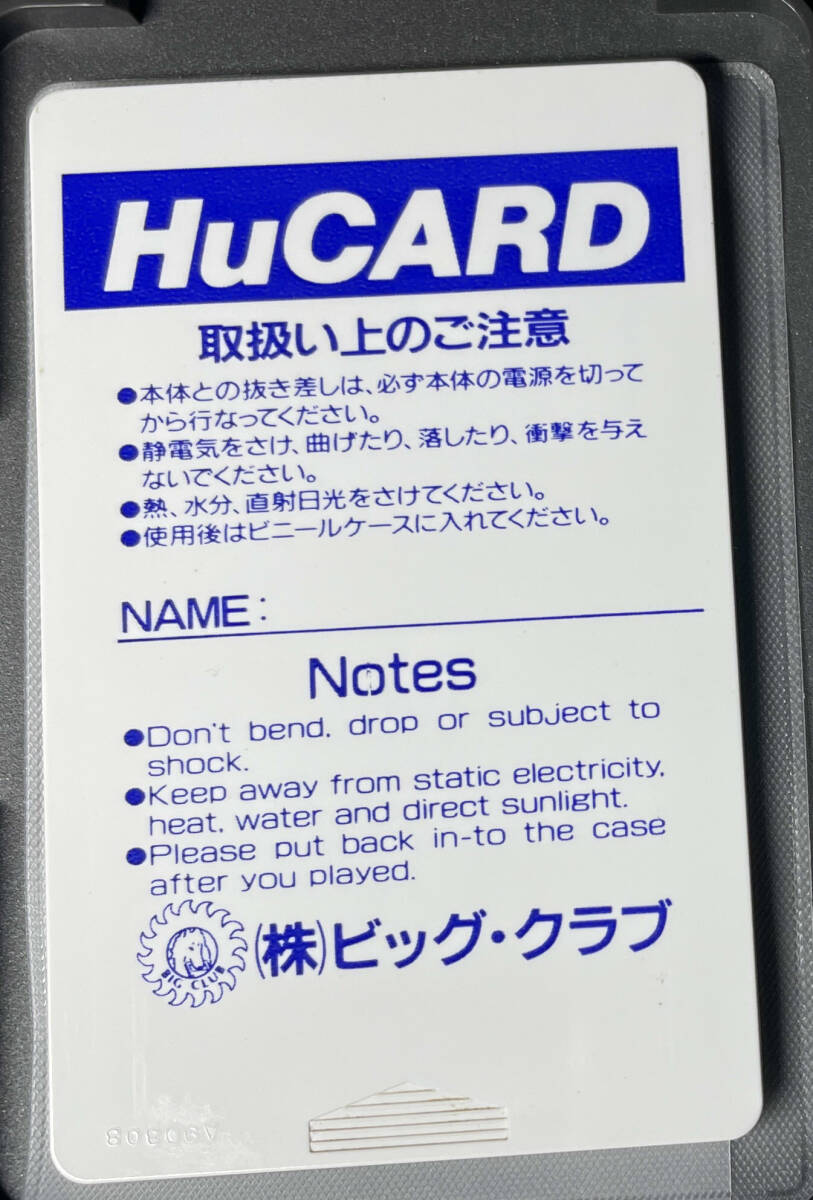 HuCARD
取扱い上のご注意
●本体との抜き差しは、必ず本体の電源を切って
から行なってください。
●静電気をさけ、曲げたり、落したり、衝撃を与え
ないでください。
●熱、水分、直射日光をさけてください。
●使用後はビニールケースに入れてください。
NAME:
Notes
●Don't bend, drop or subject to
shock.
●Keep away from static electricity,
heat, water and direct sunlight.
●Please put back in-to the case
after you played.
BIG CLUB
(株)ビッグ・クラブ